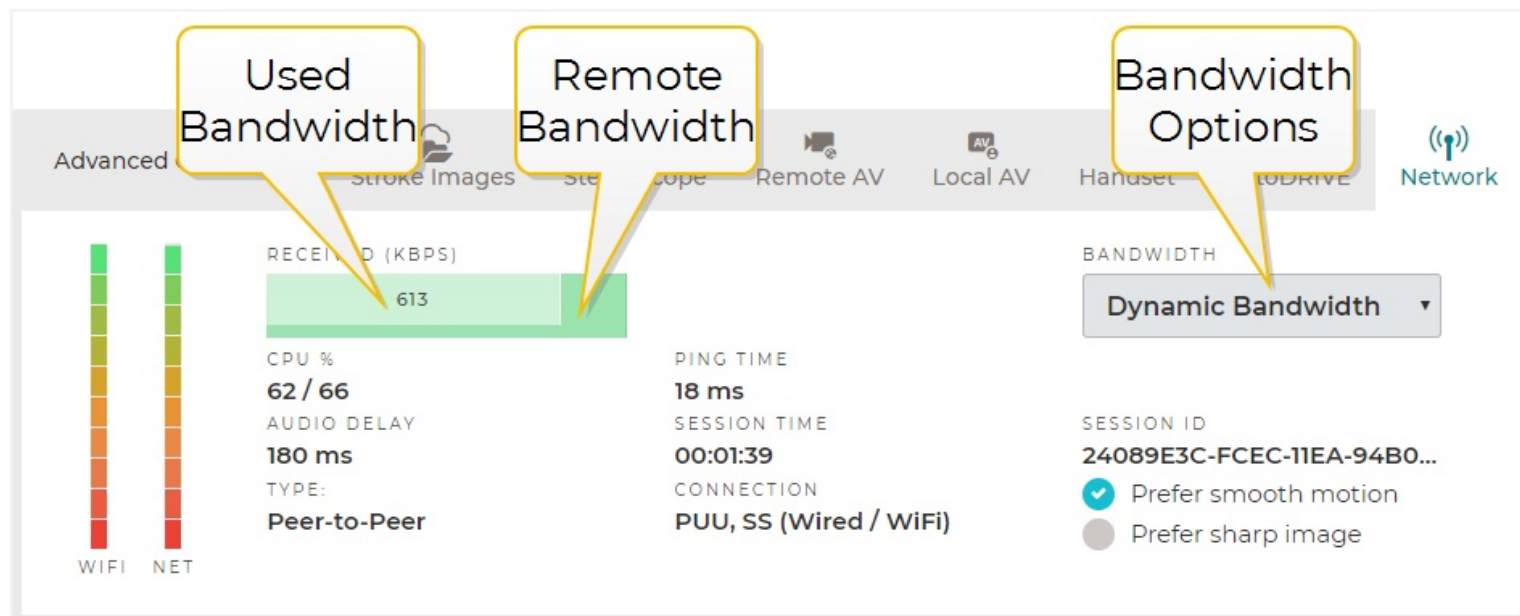 Used
Bandwidth
Remote
Bandwidth
Bandwidth
Options
Advanced
Stroke Images
Remote AV
Local AV
Handset
Network
RECEIVED (KBPS)
613
BANDWIDTH
Dynamic Bandwidth
CPU %
62 / 66
PING TIME
18 ms
AUDIO DELAY
180 ms
SESSION TIME
00:01:39
SESSION ID
24089E3C-FCEC-11EA-94B0...
TYPE:
Peer-to-Peer
CONNECTION
PUU, SS (Wired / WiFi)
Prefer smooth motion
Prefer sharp image
WIFI
NET